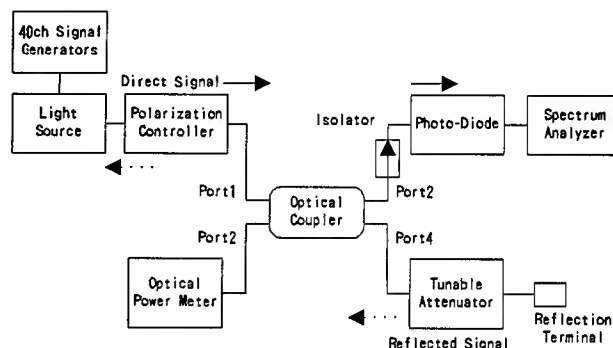 40ch Signal
Generators
Direct Signal
Light
Source
Polarization
Controller
Isolator
Photo-Diode
Spectrum
Analyzer
Port1
Optical
Coupler
Port2
Port2
Port4
Optical
Power Meter
Tunable
Attenuator
Reflection
Terminal
Reflected Signal